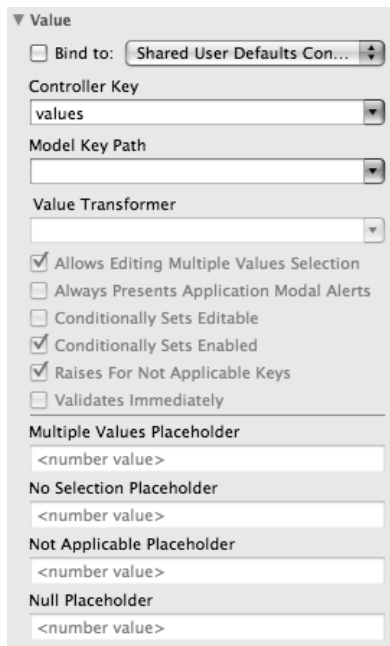 Value
Bind to: Shared User Defaults Con...
Controller Key
values
Model Key Path
Value Transformer
Allows Editing Multiple Values Selection
Always Presents Application Modal Alerts
Conditionally Sets Editable
Conditionally Sets Enabled
Raises For Not Applicable Keys
Validates Immediately
Multiple Values Placeholder
<number value>
No Selection Placeholder
<number value>
Not Applicable Placeholder
<number value>
Null Placeholder
<number value>